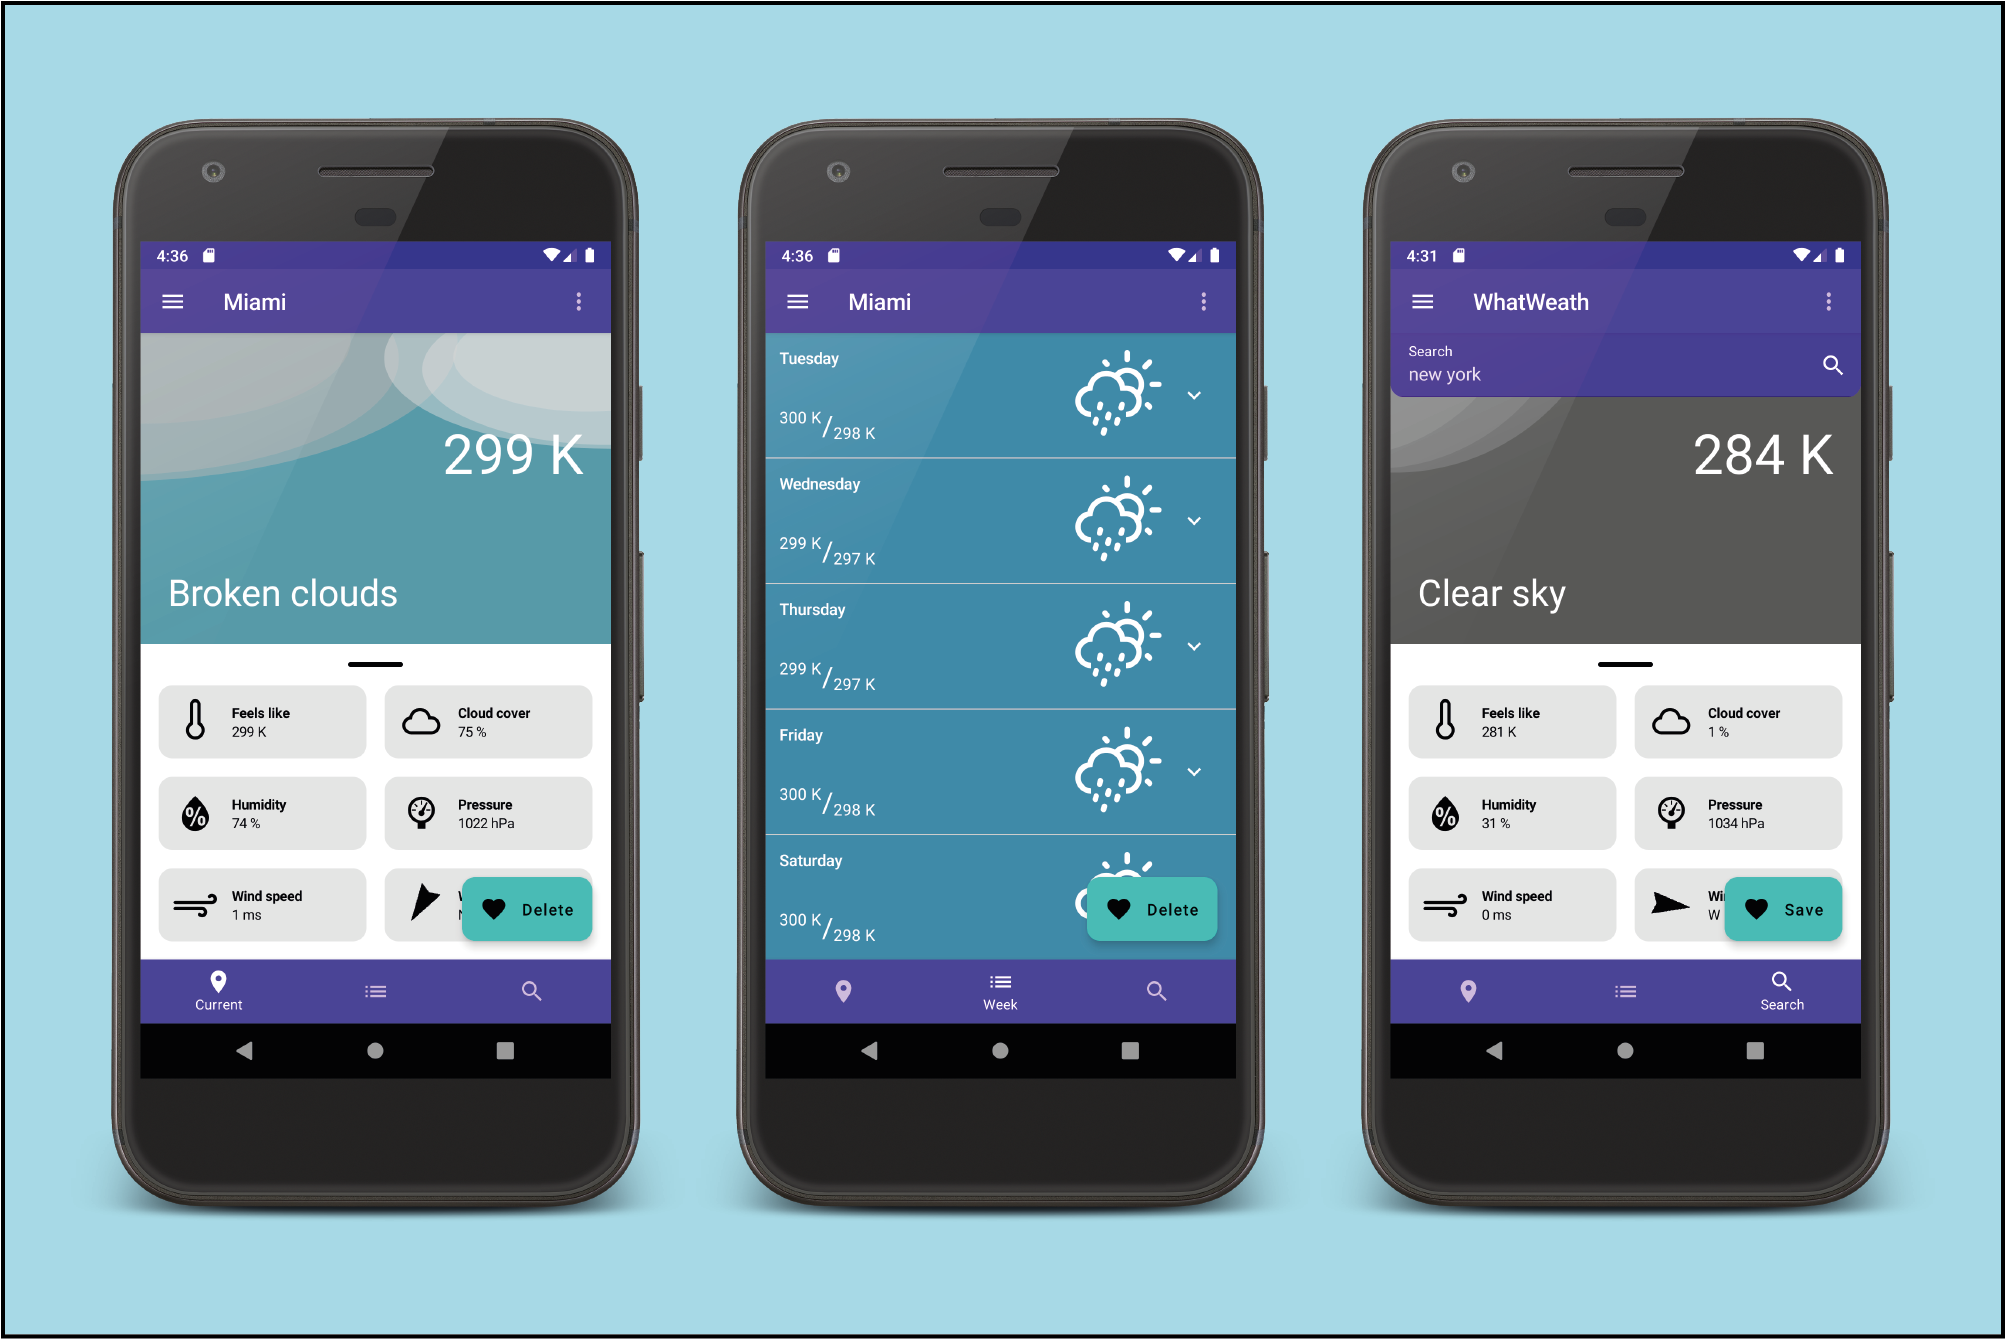 4:36
Miami
299 K
Broken clouds
Feels like
299 K
Cloud cover
75 %
Humidity
74 %
Pressure
1022 hPa
Wind speed
1 ms
Delete
Current
4:36
Miami
Tuesday
300 K / 298 K
Wednesday
299 K / 297 K
Thursday
299 K / 297 K
Friday
300 K / 298 K
Saturday
300 K / 298 K
Delete
Week
4:31
WhatWeath
Search
new york
284 K
Clear sky
Feels like
281 K
Cloud cover
1 %
Humidity
31 %
Pressure
1034 hPa
Wind speed
0 ms
W
Save
Search